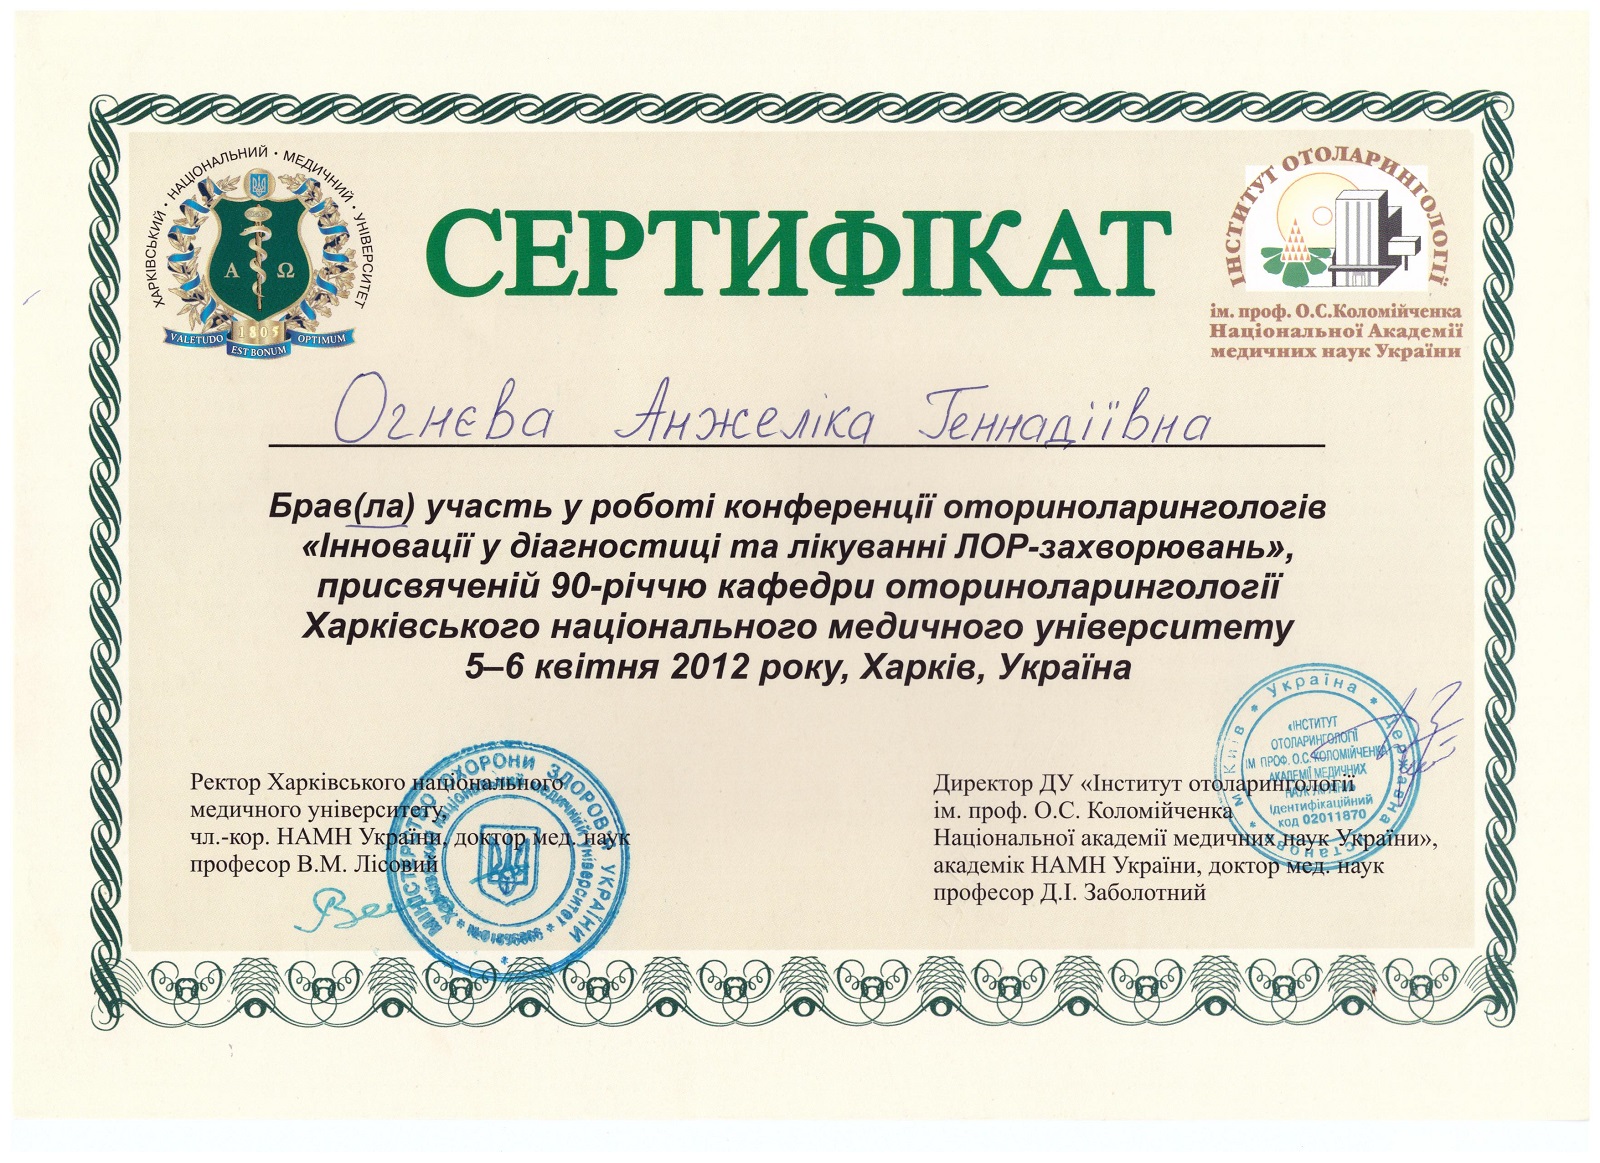 ХАРКІВСЬКИЙ · НАЦІОНАЛЬНИЙ · МЕДИЧНИЙ · УНІВЕРСИТЕТ
Α Ω
1805
VALETUDO EST BONUM OPTIMUM
СЕРТИФІКАТ
ІНСТИТУТ ОТОЛАРИНГОЛОГІЇ
ім. проф. О.С.Коломійченка
Національної Академії
медичних наук України
Огнєва Анжеліка Геннадіївна
Брав(ла) участь у роботі конференції оториноларингологів
«Інновації у діагностиці та лікуванні ЛОР-захворювань»,
присвяченій 90-річчю кафедри оториноларингології
Харківського національного медичного університету
5–6 квітня 2012 року, Харків, Україна
Ректор Харківського національного
медичного університету,
чл.-кор. НАМН України, доктор мед. наук
професор В.М. Лісовий
МІНІСТЕРСТВО ОХОРОНИ ЗДОРОВ'Я УКРАЇНИ
Харківський національний медичний університет
Директор ДУ «Інститут отоларингології
ім. проф. О.С. Коломійченка
Національної академії медичних наук України»,
академік НАМН України, доктор мед. наук
професор Д.І. Заболотний
м. Київ * Україна * Державна установа
«ІНСТИТУТ
ОТОЛАРИНГОЛОГІЇ
ІМ ПРОФ. О.С.КОЛОМІЙЧЕНКА
АКАДЕМІЇ МЕДИЧНИХ
НАУК УКРАЇНИ»
Ідентифікаційний
код 02011870